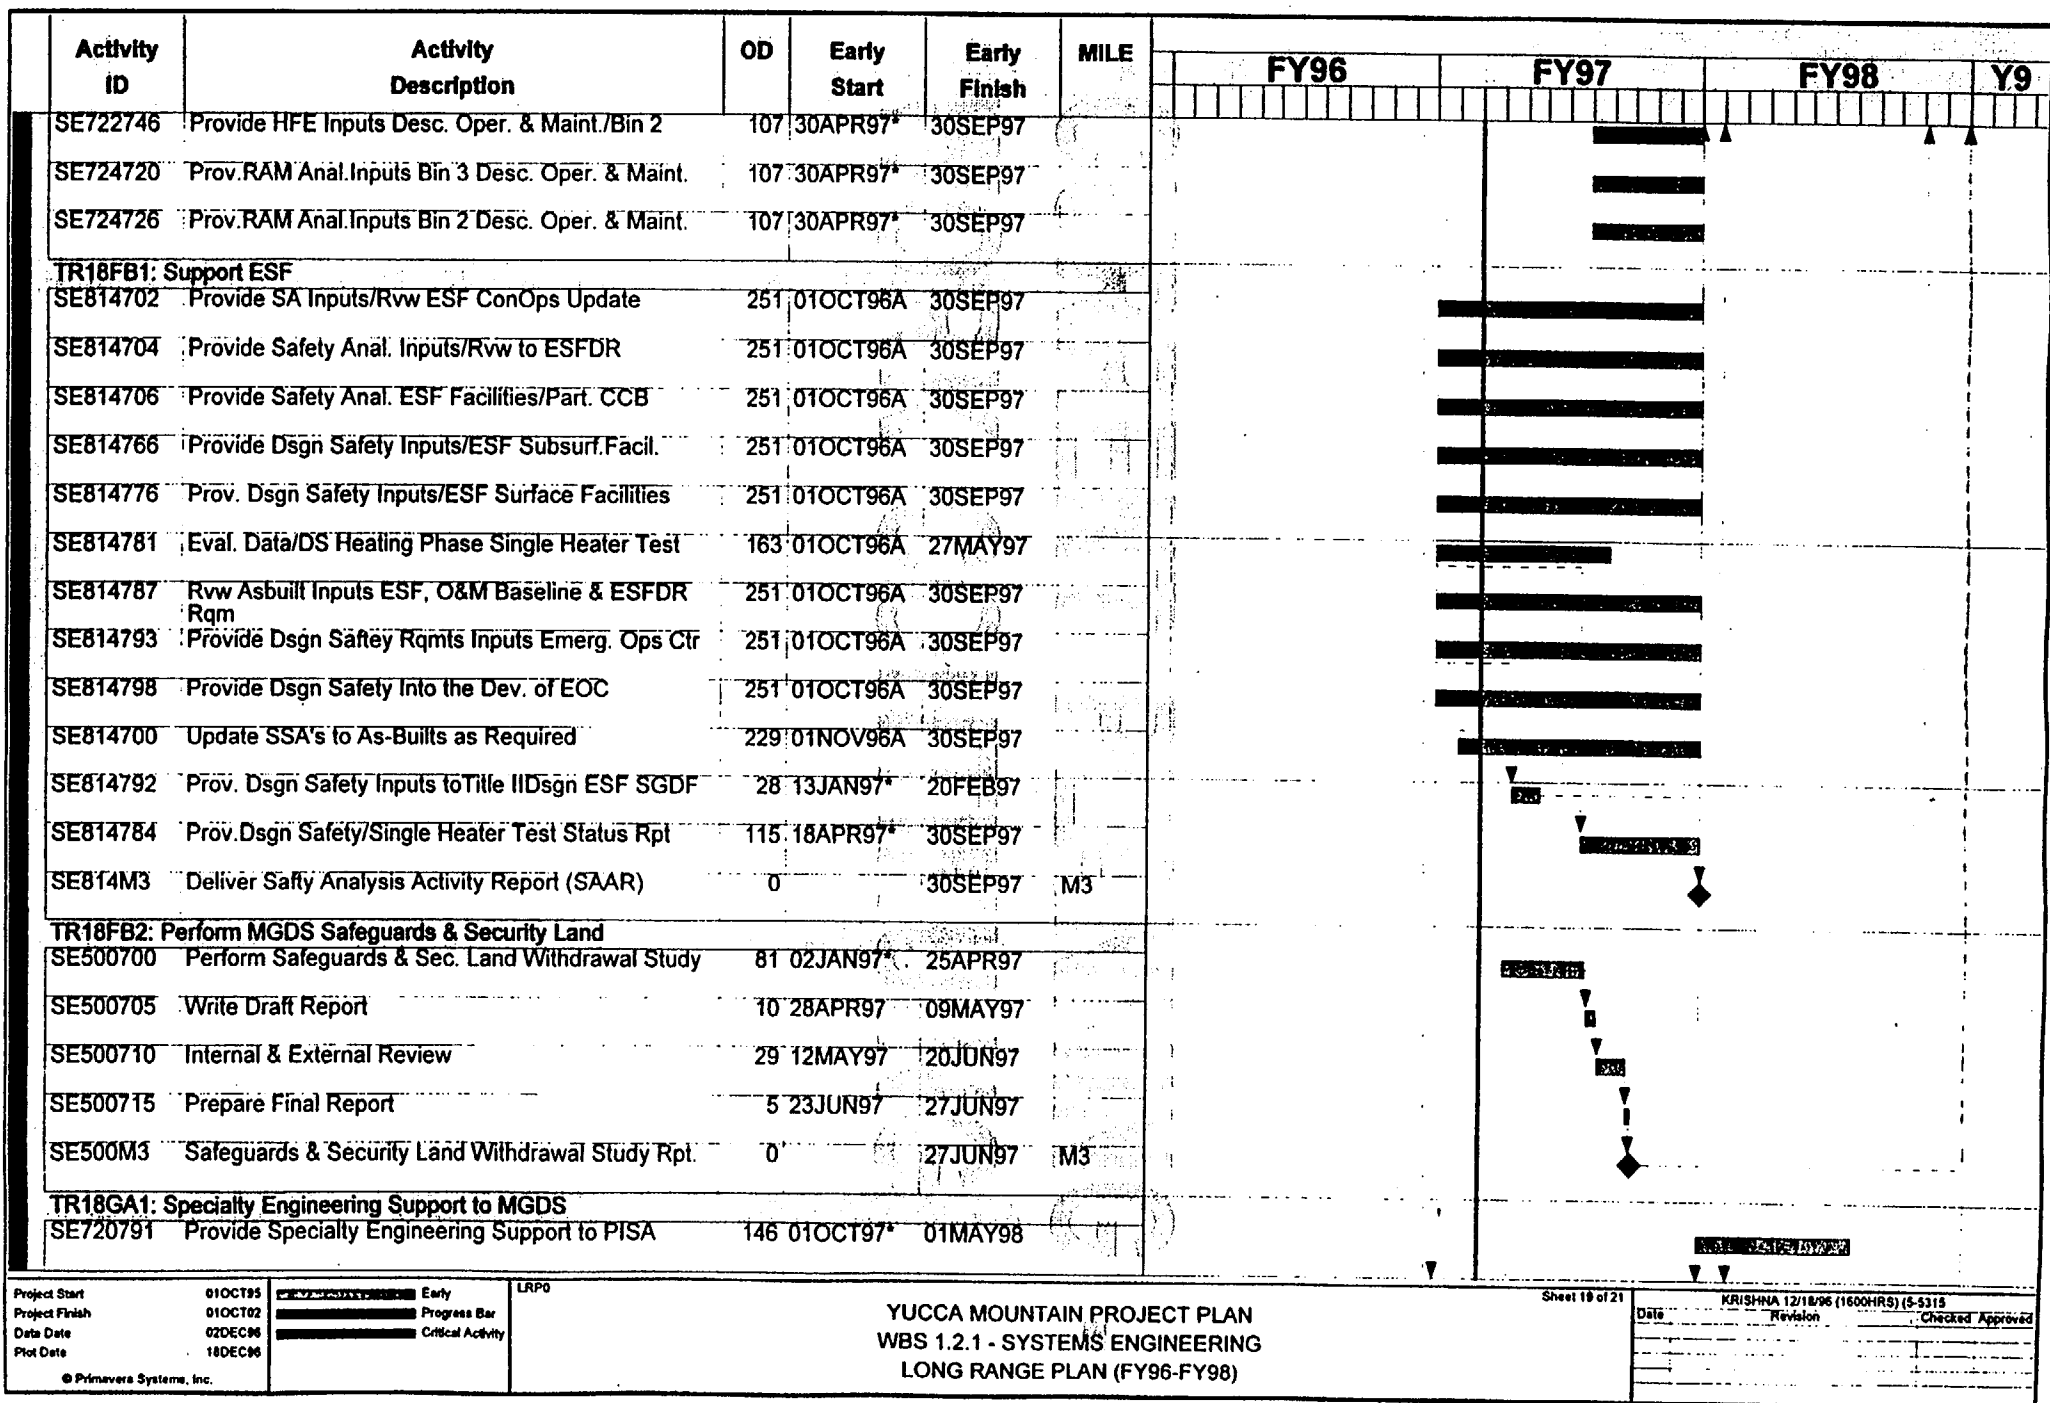 Activity ID Activity Description OD Early Start Early Finish MILE FY96 FY97 FY98 Y9
SE722746 Provide HFE Inputs Desc. Oper. & Maint./Bin 2 107 30APR97* 30SEP97
SE724720 Prov.RAM Anal.Inputs Bin 3 Desc. Oper. & Maint. 107 30APR97* 30SEP97
SE724726 Prov.RAM Anal.Inputs Bin 2 Desc. Oper. & Maint. 107 30APR97* 30SEP97
TR18FB1: Support ESF
SE814702 Provide SA Inputs/Rvw ESF ConOps Update 251 01OCT96A 30SEP97
SE814704 Provide Safety Anal. Inputs/Rvw to ESFDR 251 01OCT96A 30SEP97
SE814706 Provide Safety Anal. ESF Facilities/Part. CCB 251 01OCT96A 30SEP97
SE814766 Provide Dsgn Safety Inputs/ESF Subsurf.Facil. 251 01OCT96A 30SEP97
SE814776 Prov. Dsgn Safety Inputs/ESF Surface Facilities 251 01OCT96A 30SEP97
SE814781 Eval. Data/DS Heating Phase Single Heater Test 163 01OCT96A 27MAY97
SE814787 Rvw Asbuilt Inputs ESF, O&M Baseline & ESFDR 251 01OCT96A 30SEP97
Rqm
SE814793 Provide Dsgn Saftey Rqmts Inputs Emerg. Ops Ctr 251 01OCT96A 30SEP97
SE814798 Provide Dsgn Safety Into the Dev. of EOC 251 01OCT96A 30SEP97
SE814700 Update SSA's to As-Builts as Required 229 01NOV96A 30SEP97
SE814792 Prov. Dsgn Safety Inputs toTitle IIDsgn ESF SGDF 28 13JAN97* 20FEB97
SE814784 Prov.Dsgn Safety/Single Heater Test Status Rpt 115 18APR97* 30SEP97
SE814M3 Deliver Safty Analysis Activity Report (SAAR) 0 30SEP97 M3
TR18FB2: Perform MGDS Safeguards & Security Land
SE500700 Perform Safeguards & Sec. Land Withdrawal Study 81 02JAN97* 25APR97
SE500705 Write Draft Report 10 28APR97 09MAY97
SE500710 Internal & External Review 29 12MAY97 20JUN97
SE500715 Prepare Final Report 5 23JUN97 27JUN97
SE500M3 Safeguards & Security Land Withdrawal Study Rpt. 0 27JUN97 M3
TR18GA1: Specialty Engineering Support to MGDS
SE720791 Provide Specialty Engineering Support to PISA 146 01OCT97* 01MAY98
Project Start 01OCT95
Project Finish 01OCT02
Data Date 02DEC96
Plot Date 18DEC96
© Primavera Systems, Inc.
Early
Progress Bar
Critical Activity
LRP0
YUCCA MOUNTAIN PROJECT PLAN
WBS 1.2.1 - SYSTEMS ENGINEERING
LONG RANGE PLAN (FY96-FY98)
Sheet 19 of 21
KRISHNA 12/18/96 (1600HRS) (5-5315
Date Revision Checked Approved